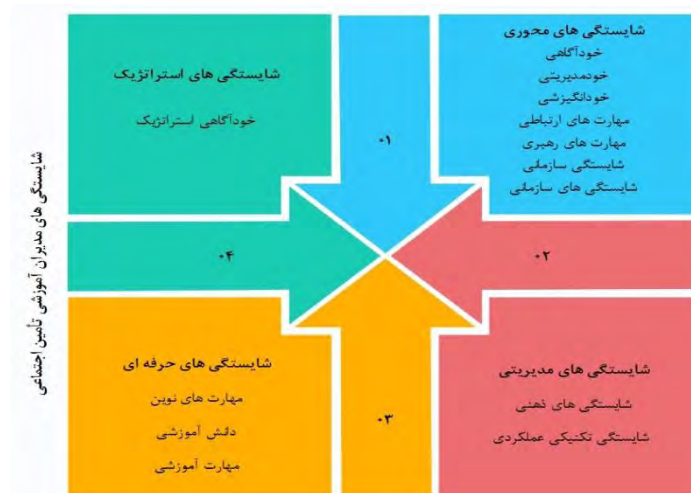 شایستگی های مدیران آموزشی تأمین اجتماعی
شایستگی های محوری
خودآگاهی
خودمدیریتی
خودانگیزشی
مهارت های ارتباطی
مهارت های رهبری
شایستگی سازمانی
شایستگی های سازمانی
۰۱
شایستگی های استراتژیک
خودآگاهی استراتژیک
۰۲
۰۴
شایستگی های مدیریتی
شایستگی های ذهنی
شایستگی تکنیکی عملکردی
۰۳
شایستگی های حرفه ای
مهارت های نوین
دانش آموزشی
مهارت آموزشی